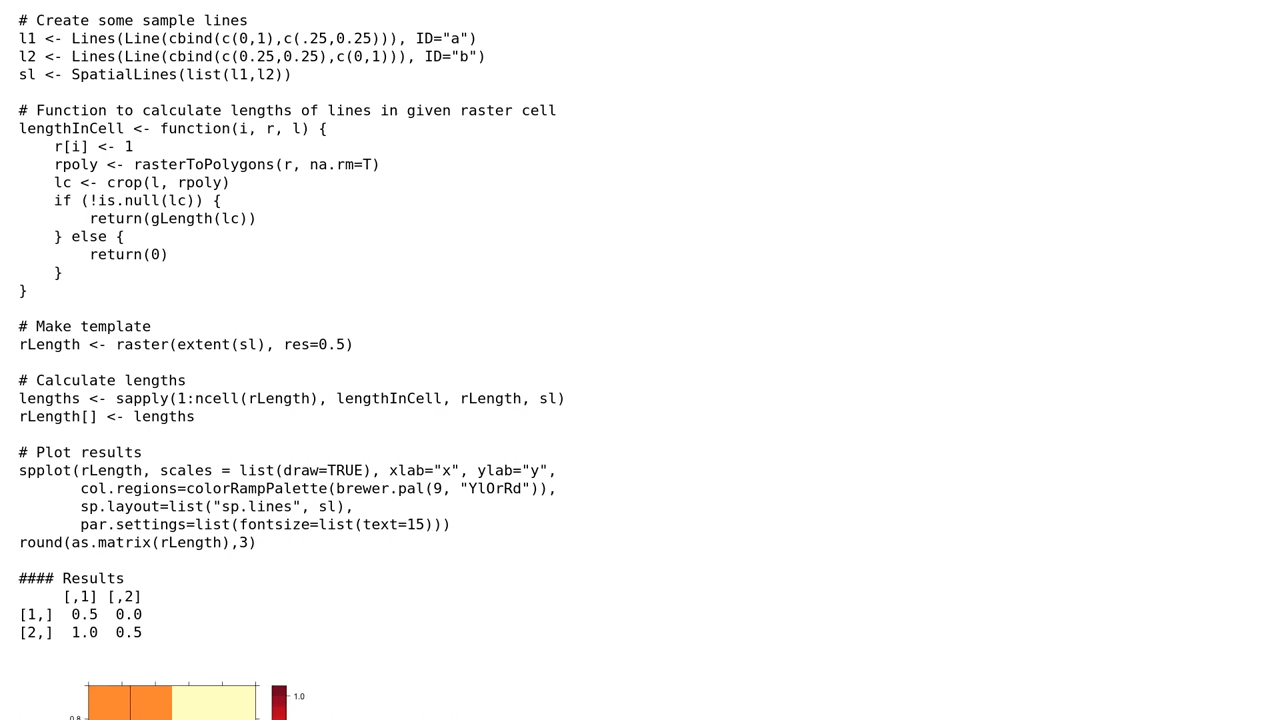 # Create some sample lines
l1 <- Lines(Line(cbind(c(0,1),c(.25,0.25))), ID="a")
l2 <- Lines(Line(cbind(c(0.25,0.25),c(0,1))), ID="b")
sl <- SpatialLines(list(l1,l2))

# Function to calculate lengths of lines in given raster cell
lengthInCell <- function(i, r, l) {
    r[i] <- 1
    rpoly <- rasterToPolygons(r, na.rm=T)
    lc <- crop(l, rpoly)
    if (!is.null(lc)) {
        return(gLength(lc))
    } else {
        return(0)
    }
}

# Make template
rLength <- raster(extent(sl), res=0.5)

# Calculate lengths
lengths <- sapply(1:ncell(rLength), lengthInCell, rLength, sl)
rLength[] <- lengths

# Plot results
spplot(rLength, scales = list(draw=TRUE), xlab="x", ylab="y",
       col.regions=colorRampPalette(brewer.pal(9, "YlOrRd")),
       sp.layout=list("sp.lines", sl),
       par.settings=list(fontsize=list(text=15)))
round(as.matrix(rLength),3)

#### Results
     [,1] [,2]
[1,]  0.5  0.0
[2,]  1.0  0.5

1.0
0.8